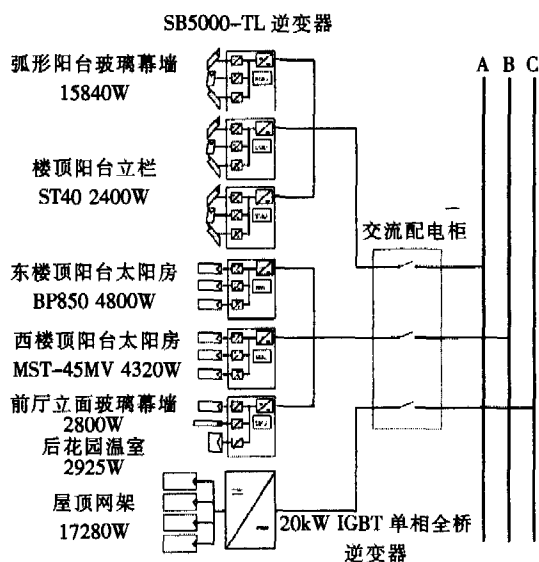 SB5000-TL 逆变器
弧形阳台玻璃幕墙
15840W
A B C
楼顶阳台立栏
ST40 2400W
交流配电柜
东楼顶阳台太阳房
BP850 4800W
西楼顶阳台太阳房
MST-45MV 4320W
前厅立面玻璃幕墙
2800W
后花园温室
2925W
屋顶网架
17280W
20kW IGBT 单相全桥
逆变器